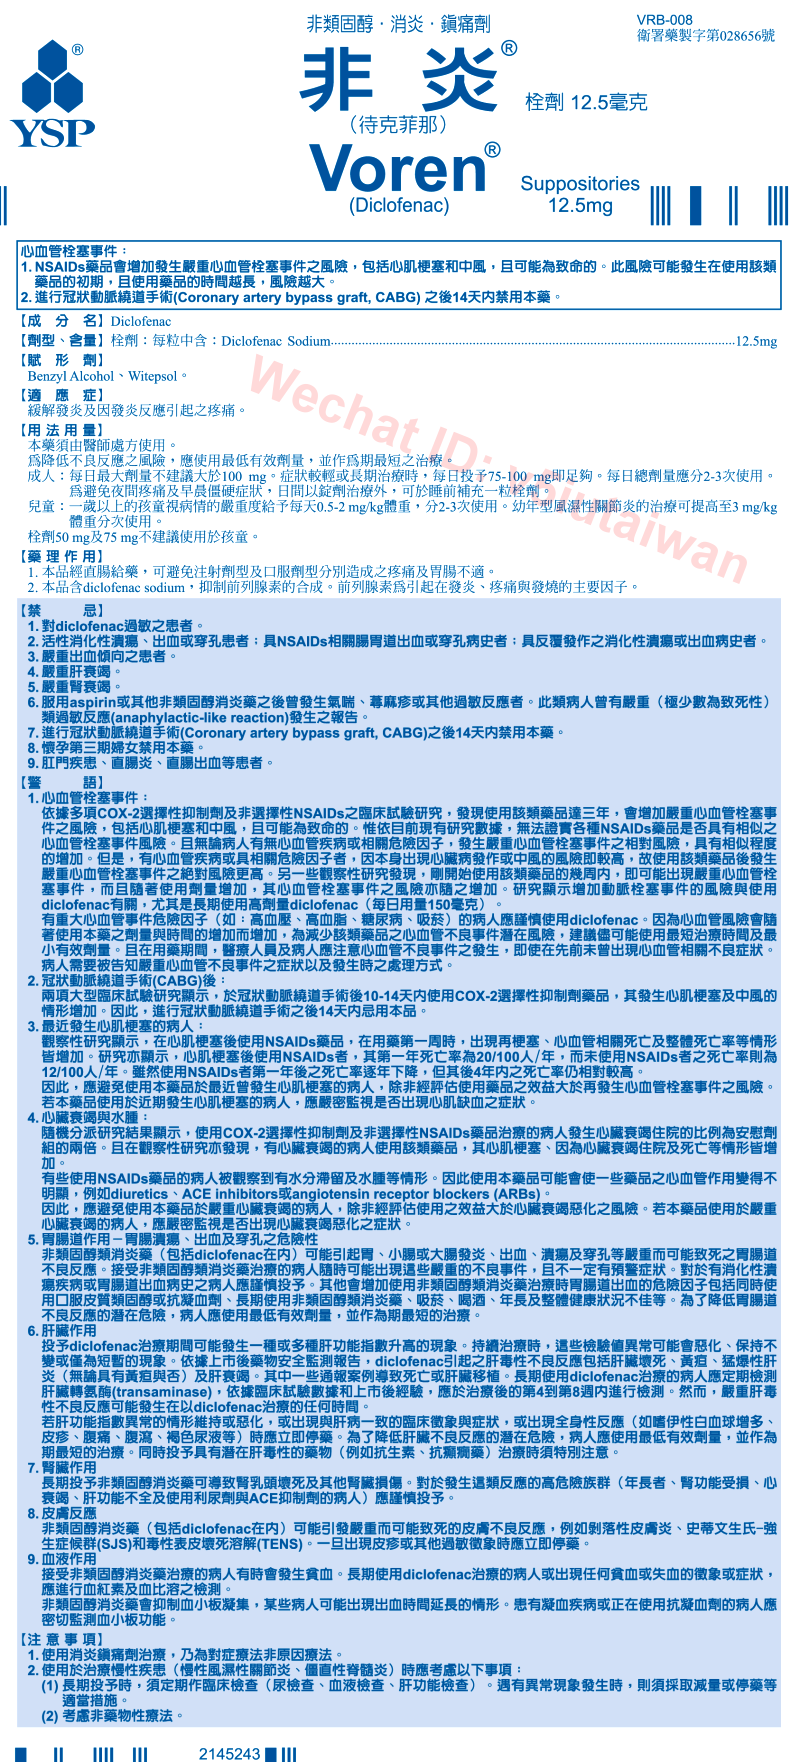 非類固醇．消炎．鎮痛劑
VRB-008
衛署藥製字第028656號
YSP®
非炎®
栓劑 12.5毫克
（待克菲那）
Voren®
(Diclofenac)
Suppositories
12.5mg
心血管栓塞事件：
1. NSAIDs藥品會增加發生嚴重心血管栓塞事件之風險，包括心肌梗塞和中風，且可能為致命的。此風險可能發生在使用該類
藥品的初期，且使用藥品的時間越長，風險越大。
2. 進行冠狀動脈繞道手術(Coronary artery bypass graft, CABG) 之後14天內禁用本藥。
【成 分 名】Diclofenac
【劑型、含量】栓劑：每粒中含：Diclofenac Sodium....................12.5mg
【賦 形 劑】
Benzyl Alcohol、Witepsol。
【適 應 症】
緩解發炎及因發炎反應引起之疼痛。
【用 法 用 量】
本藥須由醫師處方使用。
為降低不良反應之風險，應使用最低有效劑量，並作為期最短之治療。
成人：每日最大劑量不建議大於100 mg。症狀較輕或長期治療時，每日投予75-100 mg即足夠。每日總劑量應分2-3次使用。
為避免夜間疼痛及早晨僵硬症狀，日間以錠劑治療外，可於睡前補充一粒栓劑。
兒童：一歲以上的孩童視病情的嚴重度給予每天0.5-2 mg/kg體重，分2-3次使用。幼年型風濕性關節炎的治療可提高至3 mg/kg
體重分次使用。
栓劑50 mg及75 mg不建議使用於孩童。
【藥 理 作 用】
1. 本品經直腸給藥，可避免注射劑型及口服劑型分別造成之疼痛及胃腸不適。
2. 本品含diclofenac sodium，抑制前列腺素的合成。前列腺素為引起在發炎、疼痛與發燒的主要因子。
Wechat ID: yajutaiwan
【禁 忌】
1. 對diclofenac過敏之患者。
2. 活性消化性潰瘍、出血或穿孔患者；具NSAIDs相關腸胃道出血或穿孔病史者；具反覆發作之消化性潰瘍或出血病史者。
3. 嚴重出血傾向之患者。
4. 嚴重肝衰竭。
5. 嚴重腎衰竭。
6. 服用aspirin或其他非類固醇消炎藥之後曾發生氣喘、蕁麻疹或其他過敏反應者。此類病人曾有嚴重（極少數為致死性）
類過敏反應(anaphylactic-like reaction)發生之報告。
7. 進行冠狀動脈繞道手術(Coronary artery bypass graft, CABG)之後14天內禁用本藥。
8. 懷孕第三期婦女禁用本藥。
9. 肛門疾患、直腸炎、直腸出血等患者。
【警 語】
1. 心血管栓塞事件：
依據多項COX-2選擇性抑制劑及非選擇性NSAIDs之臨床試驗研究，發現使用該類藥品達三年，會增加嚴重心血管栓塞事
件之風險，包括心肌梗塞和中風，且可能為致命的。惟依目前現有研究數據，無法證實各種NSAIDs藥品是否具有相似之
心血管栓塞事件風險。且無論病人有無心血管疾病或相關危險因子，發生嚴重心血管栓塞事件之相對風險，具有相似程度
的增加。但是，有心血管疾病或具相關危險因子者，因本身出現心臟病發作或中風的風險即較高，故使用該類藥品後發生
嚴重心血管栓塞事件之絕對風險更高。另一些觀察性研究發現，剛開始使用該類藥品的幾周內，即可能出現嚴重心血管栓
塞事件，而且隨著使用劑量增加，其心血管栓塞事件之風險亦隨之增加。研究顯示增加動脈栓塞事件的風險與使用
diclofenac有關，尤其是長期使用高劑量diclofenac（每日用量150毫克）。
有重大心血管事件危險因子（如：高血壓、高血脂、糖尿病、吸菸）的病人應謹慎使用diclofenac。因為心血管風險會隨
著使用本藥之劑量與時間的增加而增加，為減少該類藥品之心血管不良事件潛在風險，建議儘可能使用最短治療時間及最
小有效劑量。且在用藥期間，醫療人員及病人應注意心血管不良事件之發生，即使在先前未曾出現心血管相關不良症狀。
病人需要被告知嚴重心血管不良事件之症狀以及發生時之處理方式。
2. 冠狀動脈繞道手術(CABG)後：
兩項大型臨床試驗研究顯示，於冠狀動脈繞道手術後10-14天內使用COX-2選擇性抑制劑藥品，其發生心肌梗塞及中風的
情形增加。因此，進行冠狀動脈繞道手術之後14天內忌用本品。
3. 最近發生心肌梗塞的病人：
觀察性研究顯示，在心肌梗塞後使用NSAIDs藥品，在用藥第一周時，出現再梗塞、心血管相關死亡及整體死亡率等情形
皆增加。研究亦顯示，心肌梗塞後使用NSAIDs者，其第一年死亡率為20/100人/年，而未使用NSAIDs者之死亡率則為
12/100人/年。雖然使用NSAIDs者第一年後之死亡率逐年下降，但其後4年內之死亡率仍相對較高。
因此，應避免使用本藥品於最近曾發生心肌梗塞的病人，除非經評估使用藥品之效益大於再發生心血管栓塞事件之風險。
若本藥品使用於近期發生心肌梗塞的病人，應嚴密監視是否出現心肌缺血之症狀。
4. 心臟衰竭與水腫：
隨機分派研究結果顯示，使用COX-2選擇性抑制劑及非選擇性NSAIDs藥品治療的病人發生心臟衰竭住院的比例為安慰劑
組的兩倍。且在觀察性研究亦發現，有心臟衰竭的病人使用該類藥品，其心肌梗塞、因為心臟衰竭住院及死亡等情形皆增
加。
有些使用NSAIDs藥品的病人被觀察到有水分滯留及水腫等情形。因此使用本藥品可能會使一些藥品之心血管作用變得不
明顯，例如diuretics、ACE inhibitors或angiotensin receptor blockers (ARBs)。
因此，應避免使用本藥品於嚴重心臟衰竭的病人，除非經評估使用之效益大於心臟衰竭惡化之風險。若本藥品使用於嚴重
心臟衰竭的病人，應嚴密監視是否出現心臟衰竭惡化之症狀。
5. 胃腸道作用－胃腸潰瘍、出血及穿孔之危險性
非類固醇類消炎藥（包括diclofenac在內）可能引起胃、小腸或大腸發炎、出血、潰瘍及穿孔等嚴重而可能致死之胃腸道
不良反應。接受非類固醇類消炎藥治療的病人隨時可能出現這些嚴重的不良事件，且不一定有預警症狀。對於有消化性潰
瘍疾病或胃腸道出血病史之病人應謹慎投予。其他會增加使用非類固醇類消炎藥治療時胃腸道出血的危險因子包括同時使
用口服皮質類固醇或抗凝血劑、長期使用非類固醇類消炎藥、吸菸、喝酒、年長及整體健康狀況不佳等。為了降低胃腸道
不良反應的潛在危險，病人應使用最低有效劑量，並作為期最短的治療。
6. 肝臟作用
投予diclofenac治療期間可能發生一種或多種肝功能指數升高的現象。持續治療時，這些檢驗值異常可能會惡化、保持不
變或僅為短暫的現象。依據上市後藥物安全監測報告，diclofenac引起之肝毒性不良反應包括肝臟壞死、黃疸、猛爆性肝
炎（無論具有黃疸與否）及肝衰竭。其中一些通報案例導致死亡或肝臟移植。長期使用diclofenac治療的病人應定期檢測
肝臟轉氨酶(transaminase)，依據臨床試驗數據和上市後經驗，應於治療後的第4到第8週內進行檢測。然而，嚴重肝毒
性不良反應可能發生在以diclofenac治療的任何時間。
若肝功能指數異常的情形維持或惡化，或出現與肝病一致的臨床徵象與症狀，或出現全身性反應（如嗜伊性白血球增多、
皮疹、腹痛、腹瀉、褐色尿液等）時應立即停藥。為了降低肝臟不良反應的潛在危險，病人應使用最低有效劑量，並作為
期最短的治療。同時投予具有潛在肝毒性的藥物（例如抗生素、抗癲癇藥）治療時須特別注意。
7. 腎臟作用
長期投予非類固醇消炎藥可導致腎乳頭壞死及其他腎臟損傷。對於發生這類反應的高危險族群（年長者、腎功能受損、心
衰竭、肝功能不全及使用利尿劑與ACE抑制劑的病人）應謹慎投予。
8. 皮膚反應
非類固醇消炎藥（包括diclofenac在內）可能引發嚴重而可能致死的皮膚不良反應，例如剝落性皮膚炎、史蒂文生氏–強
生症候群(SJS)和毒性表皮壞死溶解(TENS)。一旦出現皮疹或其他過敏徵象時應立即停藥。
9. 血液作用
接受非類固醇消炎藥治療的病人有時會發生貧血。長期使用diclofenac治療的病人或出現任何貧血或失血的徵象或症狀，
應進行血紅素及血比容之檢測。
非類固醇類消炎藥會抑制血小板凝集，某些病人可能出現出血時間延長的情形。患有凝血疾病或正在使用抗凝血劑的病人應
密切監測血小板功能。
【注 意 事 項】
1. 使用消炎鎮痛劑治療，乃為對症療法非原因療法。
2. 使用於治療慢性疾患（慢性風濕性關節炎、僵直性脊髓炎）時應考慮以下事項：
(1) 長期投予時，須定期作臨床檢查（尿檢查、血液檢查、肝功能檢查）。遇有異常現象發生時，則須採取減量或停藥等
適當措施。
(2) 考慮非藥物性療法。
2145243